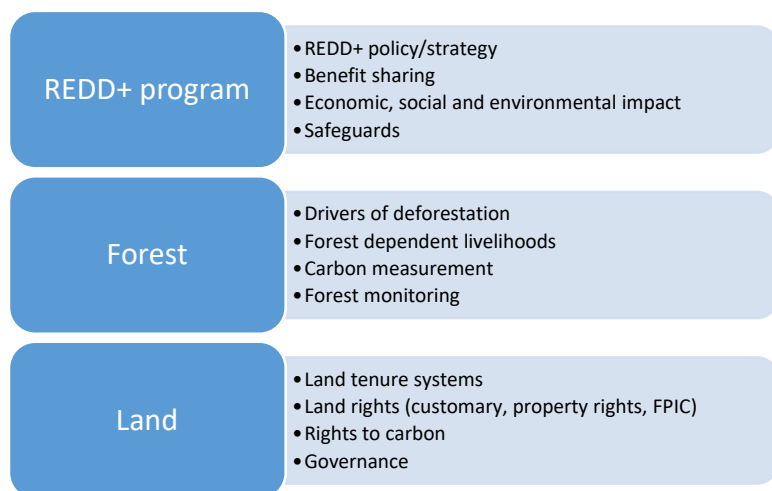 REDD+ program
•REDD+ policy/strategy
•Benefit sharing
•Economic, social and environmental impact
•Safeguards
Forest
•Drivers of deforestation
•Forest dependent livelihoods
•Carbon measurement
•Forest monitoring
Land
•Land tenure systems
•Land rights (customary, property rights, FPIC)
•Rights to carbon
•Governance